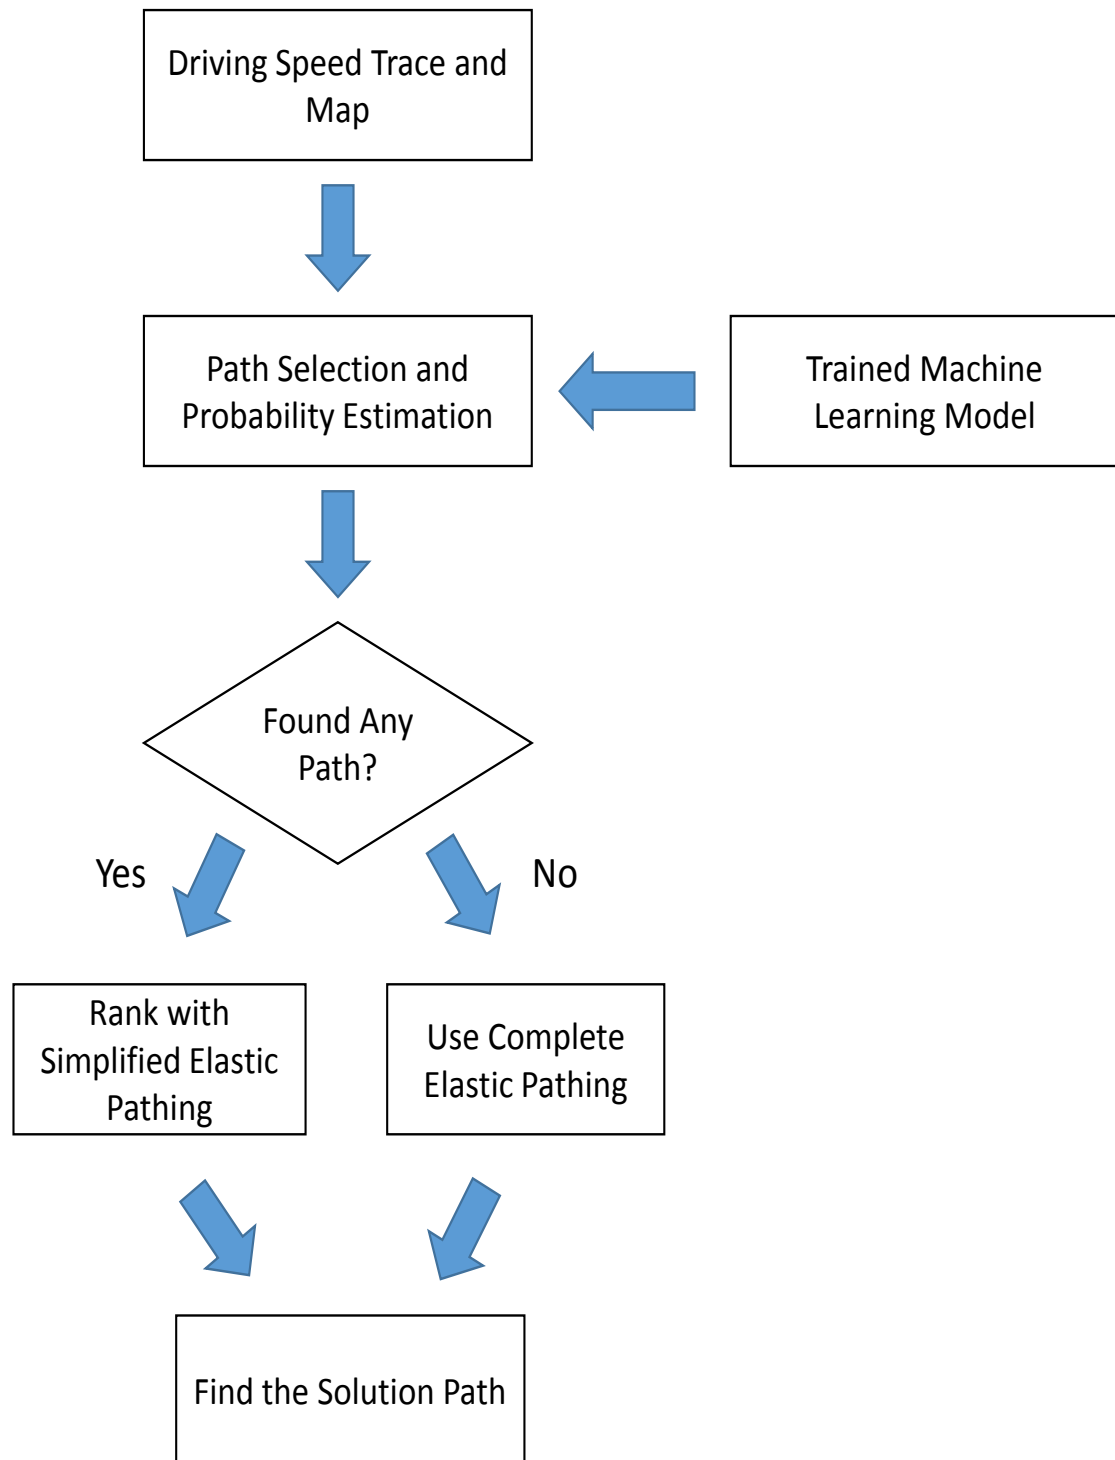 Driving Speed Trace and
Map
Path Selection and
Probability Estimation
Trained Machine
Learning Model
Found Any
Path?
Yes
No
Rank with
Simplified Elastic
Pathing
Use Complete
Elastic Pathing
Find the Solution Path